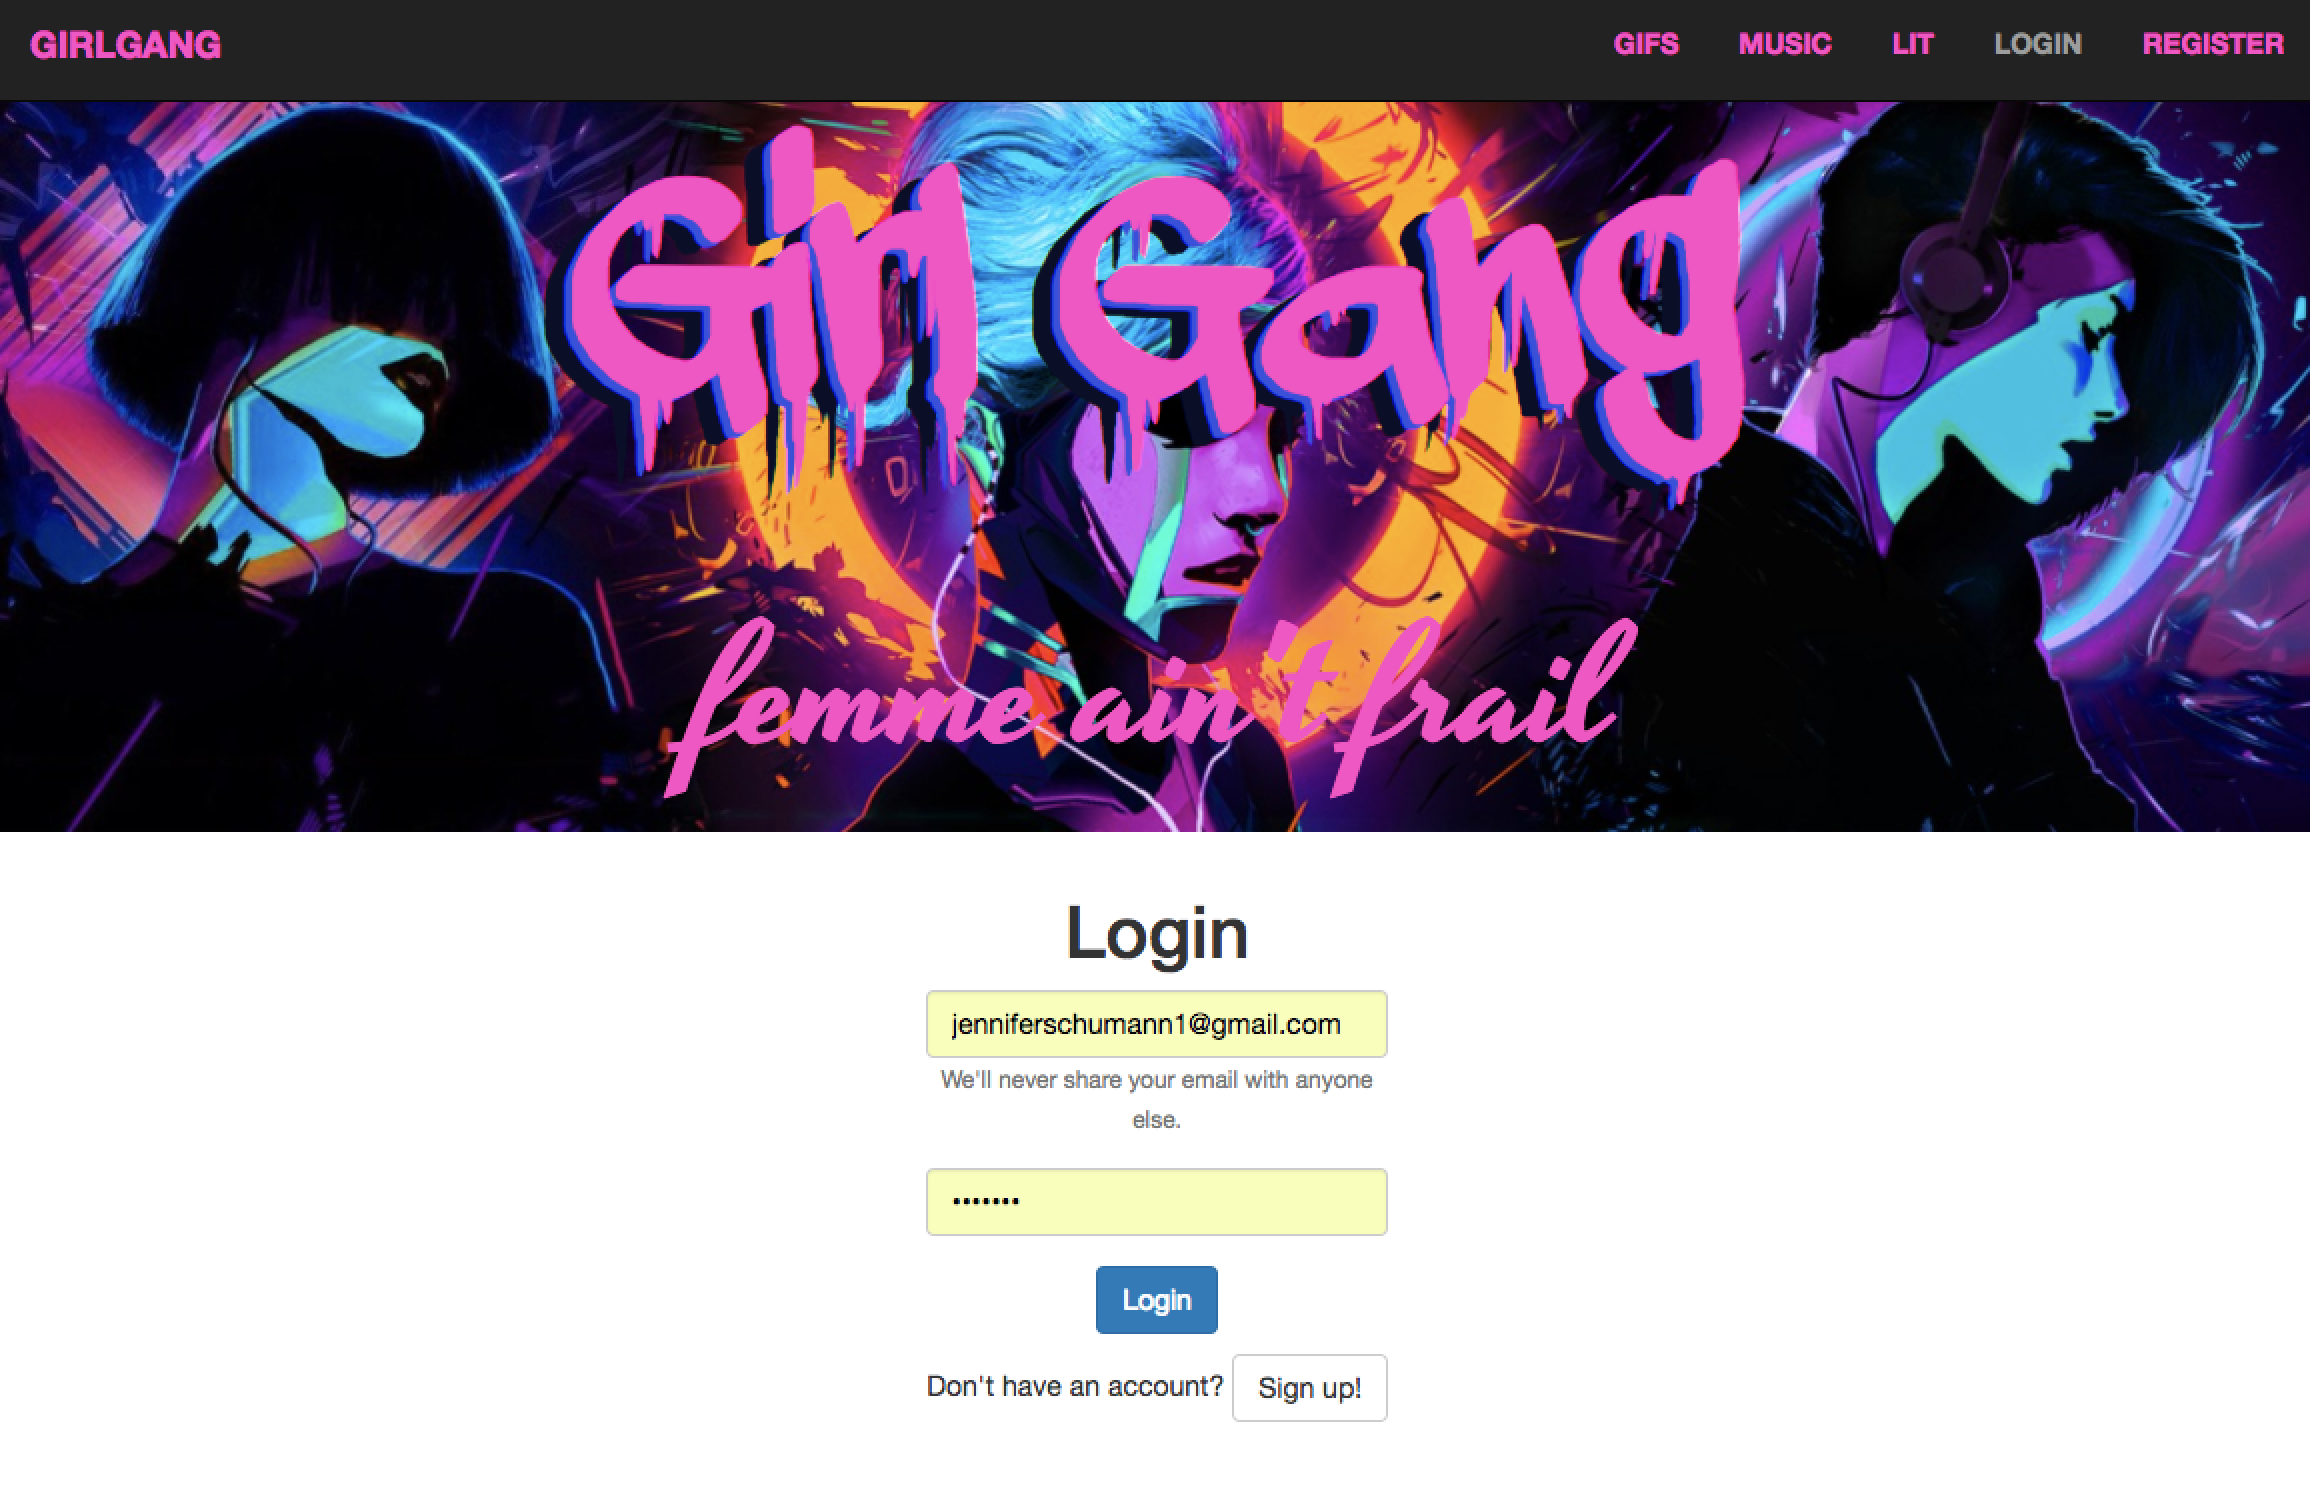 GIRLGANG
GIFS MUSIC LIT LOGIN REGISTER
Girl Gang
femme ain't frail
Login
jenniferschumann1@gmail.com
We'll never share your email with anyone
else.
•••••••
Login
Don't have an account? Sign up!